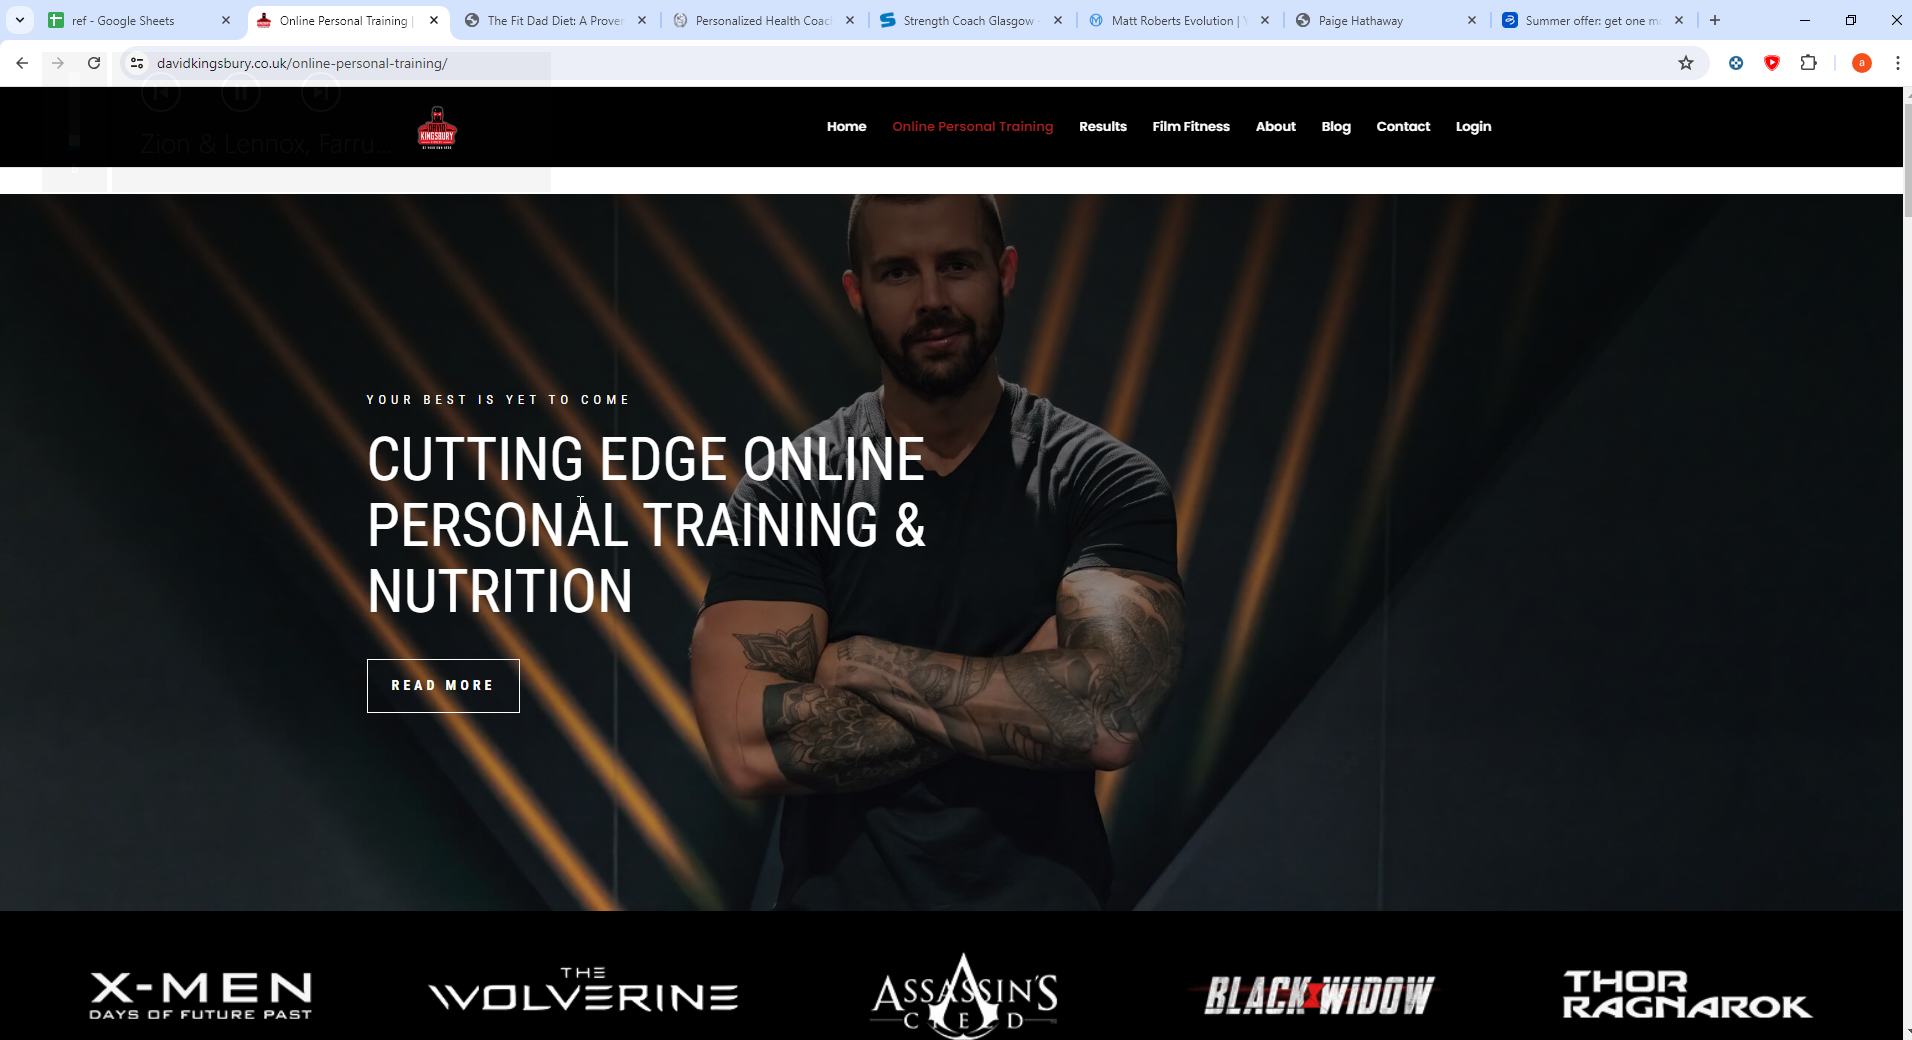 ref - Google Sheets
Online Personal Training |
The Fit Dad Diet: A Proven
Personalized Health Coac
Strength Coach Glasgow
Matt Roberts Evolution |
Paige Hathaway
Summer offer: get one mo
davidkingsbury.co.uk/online-personal-training/
a
Zion & Lennox, Farru...
KINGSBURY
Home
Online Personal Training
Results
Film Fitness
About
Blog
Contact
Login
YOUR BEST IS YET TO COME
CUTTING EDGE ONLINE
PERSONAL TRAINING &
NUTRITION
READ MORE
X-MEN
DAYS OF FUTURE PAST
THE
WOLVERINE
ASSASSIN'S
CREED
BLACK WIDOW
THOR
RAGNAROK